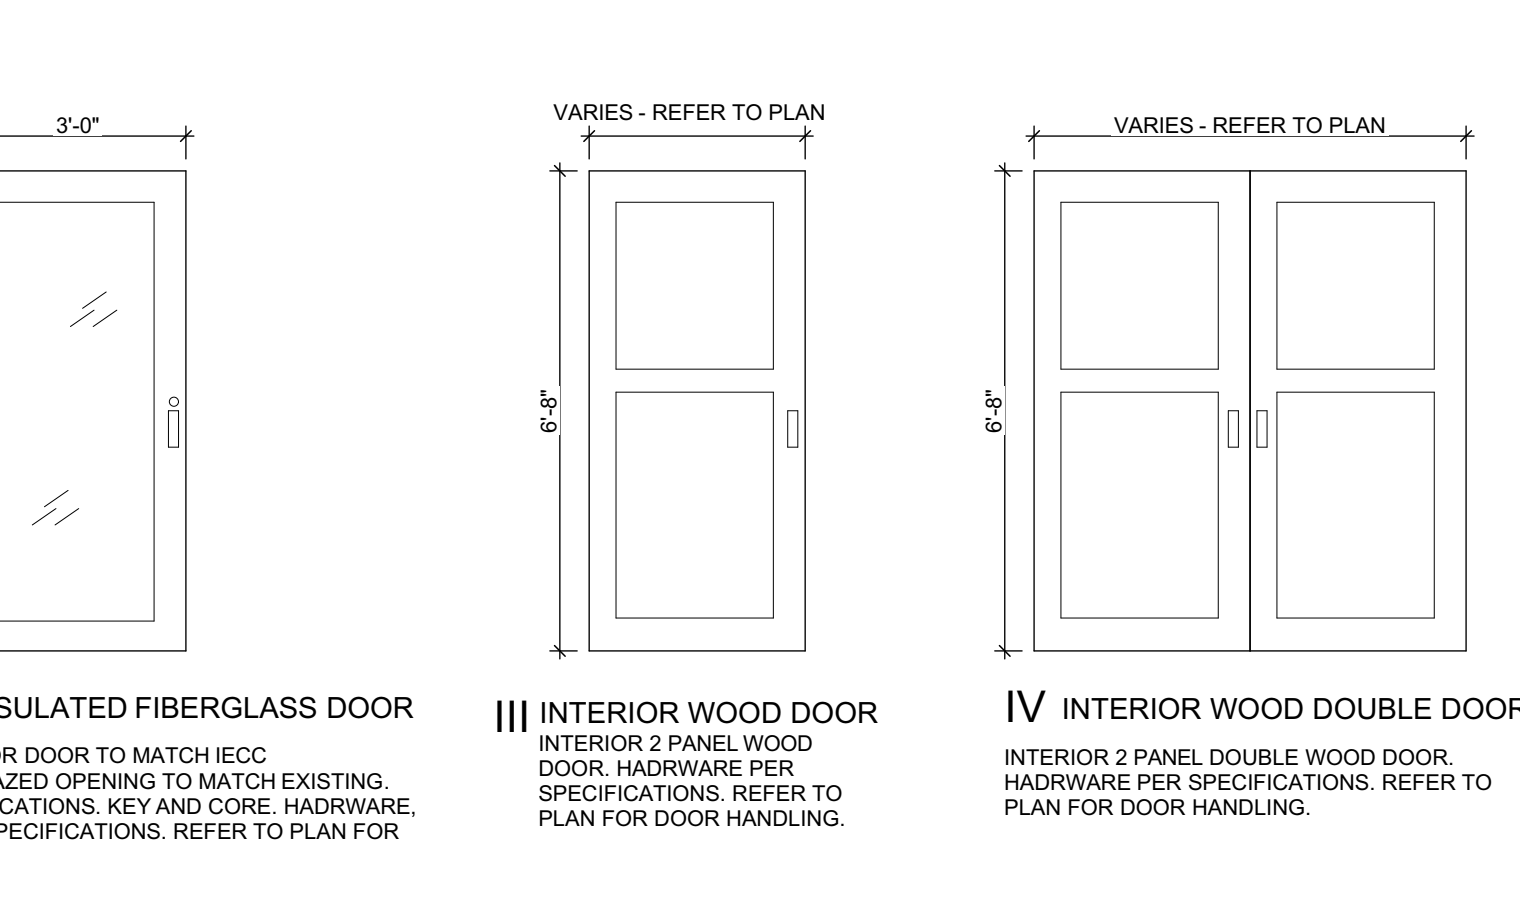 3'-0"
SULATED FIBERGLASS DOOR
OR DOOR TO MATCH IECC
AZED OPENING TO MATCH EXISTING.
ICATIONS. KEY AND CORE. HADRWARE,
PECIFICATIONS. REFER TO PLAN FOR
VARIES - REFER TO PLAN
6'-8"
III INTERIOR WOOD DOOR
INTERIOR 2 PANEL WOOD
DOOR. HADRWARE PER
SPECIFICATIONS. REFER TO
PLAN FOR DOOR HANDLING.
VARIES - REFER TO PLAN
6'-8"
IV INTERIOR WOOD DOUBLE DOOR
INTERIOR 2 PANEL DOUBLE WOOD DOOR.
HADRWARE PER SPECIFICATIONS. REFER TO
PLAN FOR DOOR HANDLING.